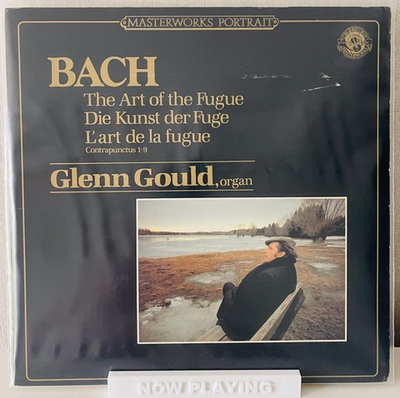 MASTERWORKS PORTRAIT
BACH
The Art of the Fugue
Die Kunst der Fuge
L'art de la fugue
Contrapunctus 1-9
Glenn Gould, organ
NOW PLAYING